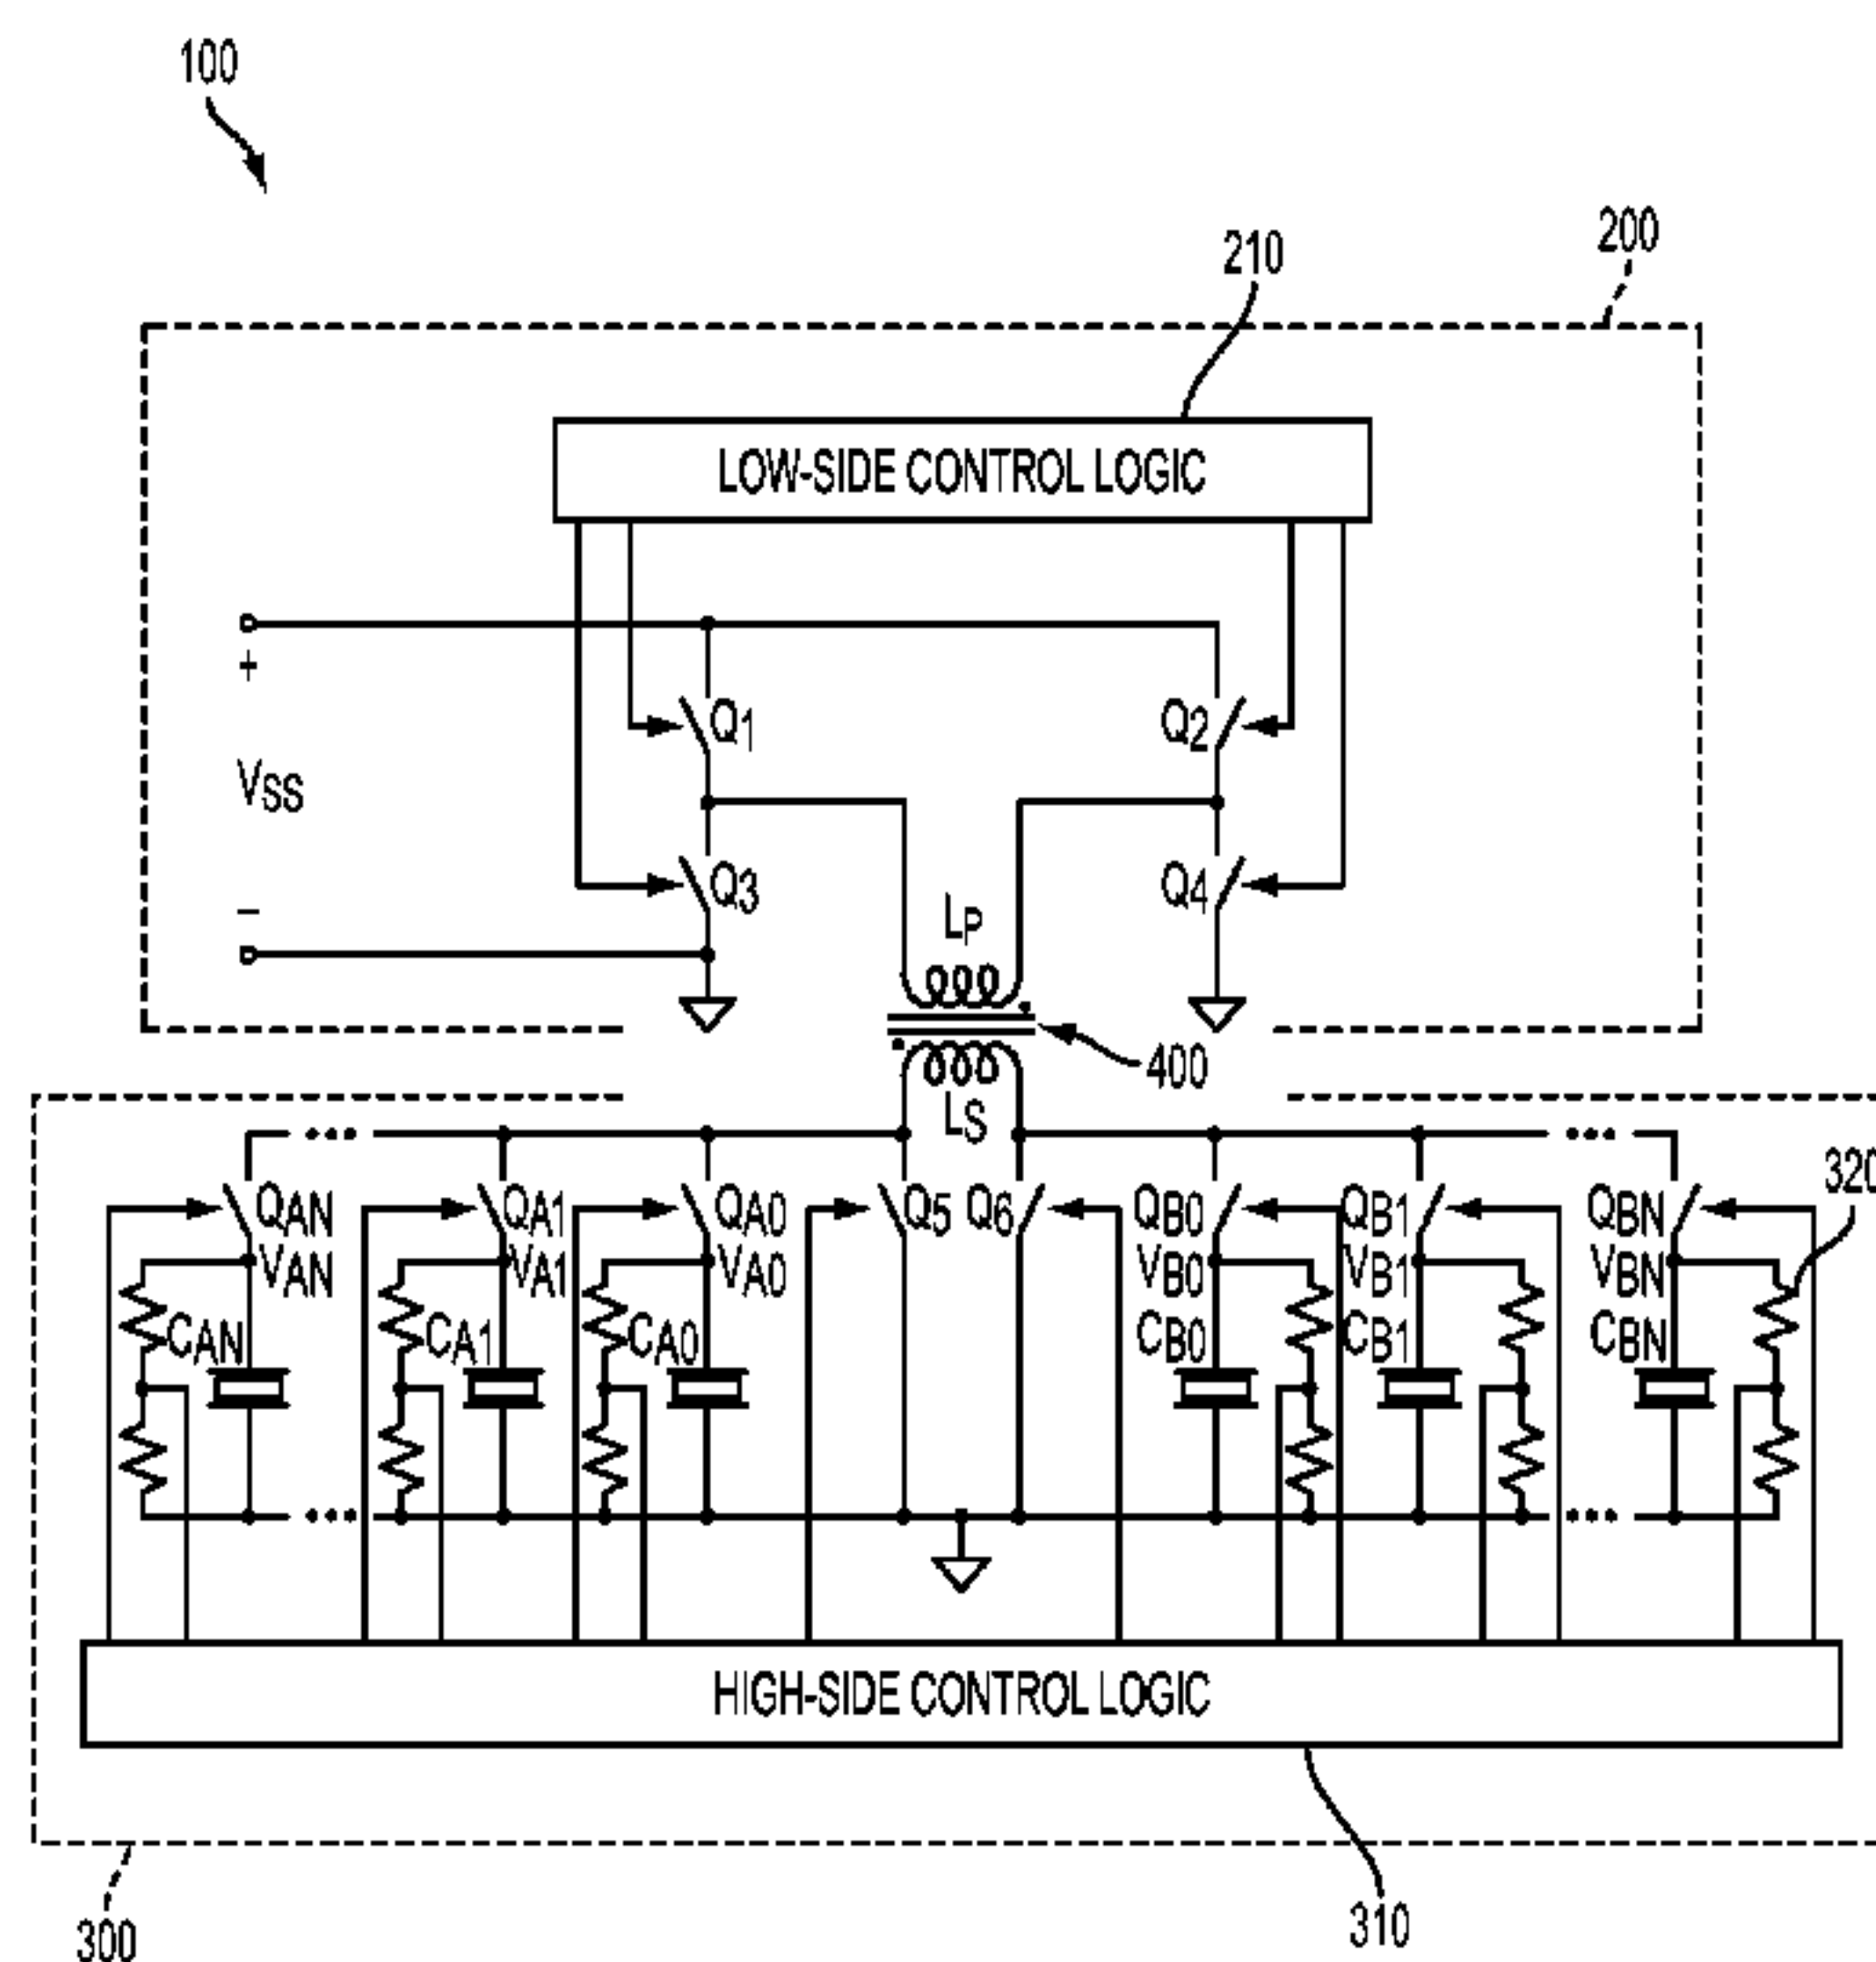 100
200
210
LOW-SIDE CONTROL LOGIC
+
Q1
Q2
VSS
Q3
Q4
−
LP
400
LS
320
QAN
QA1
QA0
Q5
Q6
QB0
QB1
QBN
VAN
VA1
VA0
VB0
VB1
VBN
CAN
CA1
CA0
CB0
CB1
CBN
HIGH-SIDE CONTROL LOGIC
300
310